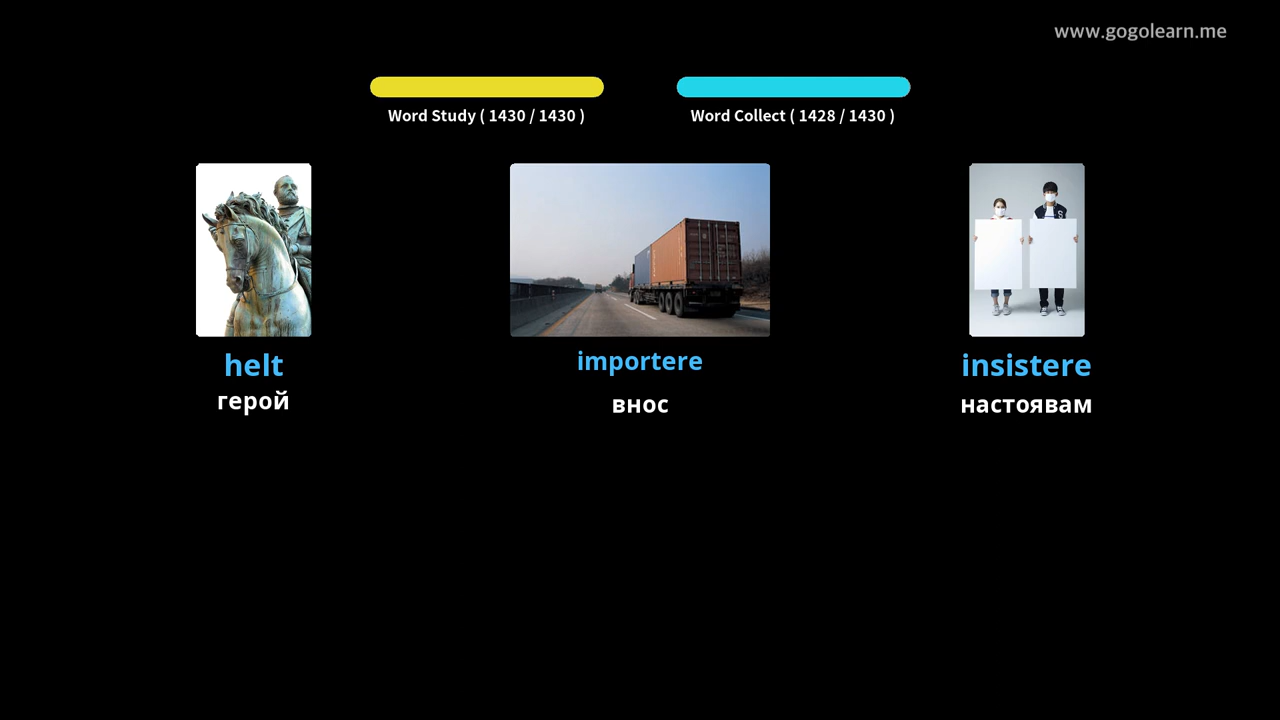 www.gogolearn.me
Word Study ( 1430 / 1430 )
Word Collect ( 1428 / 1430 )
helt
герой
importere
внос
insistere
настоявам